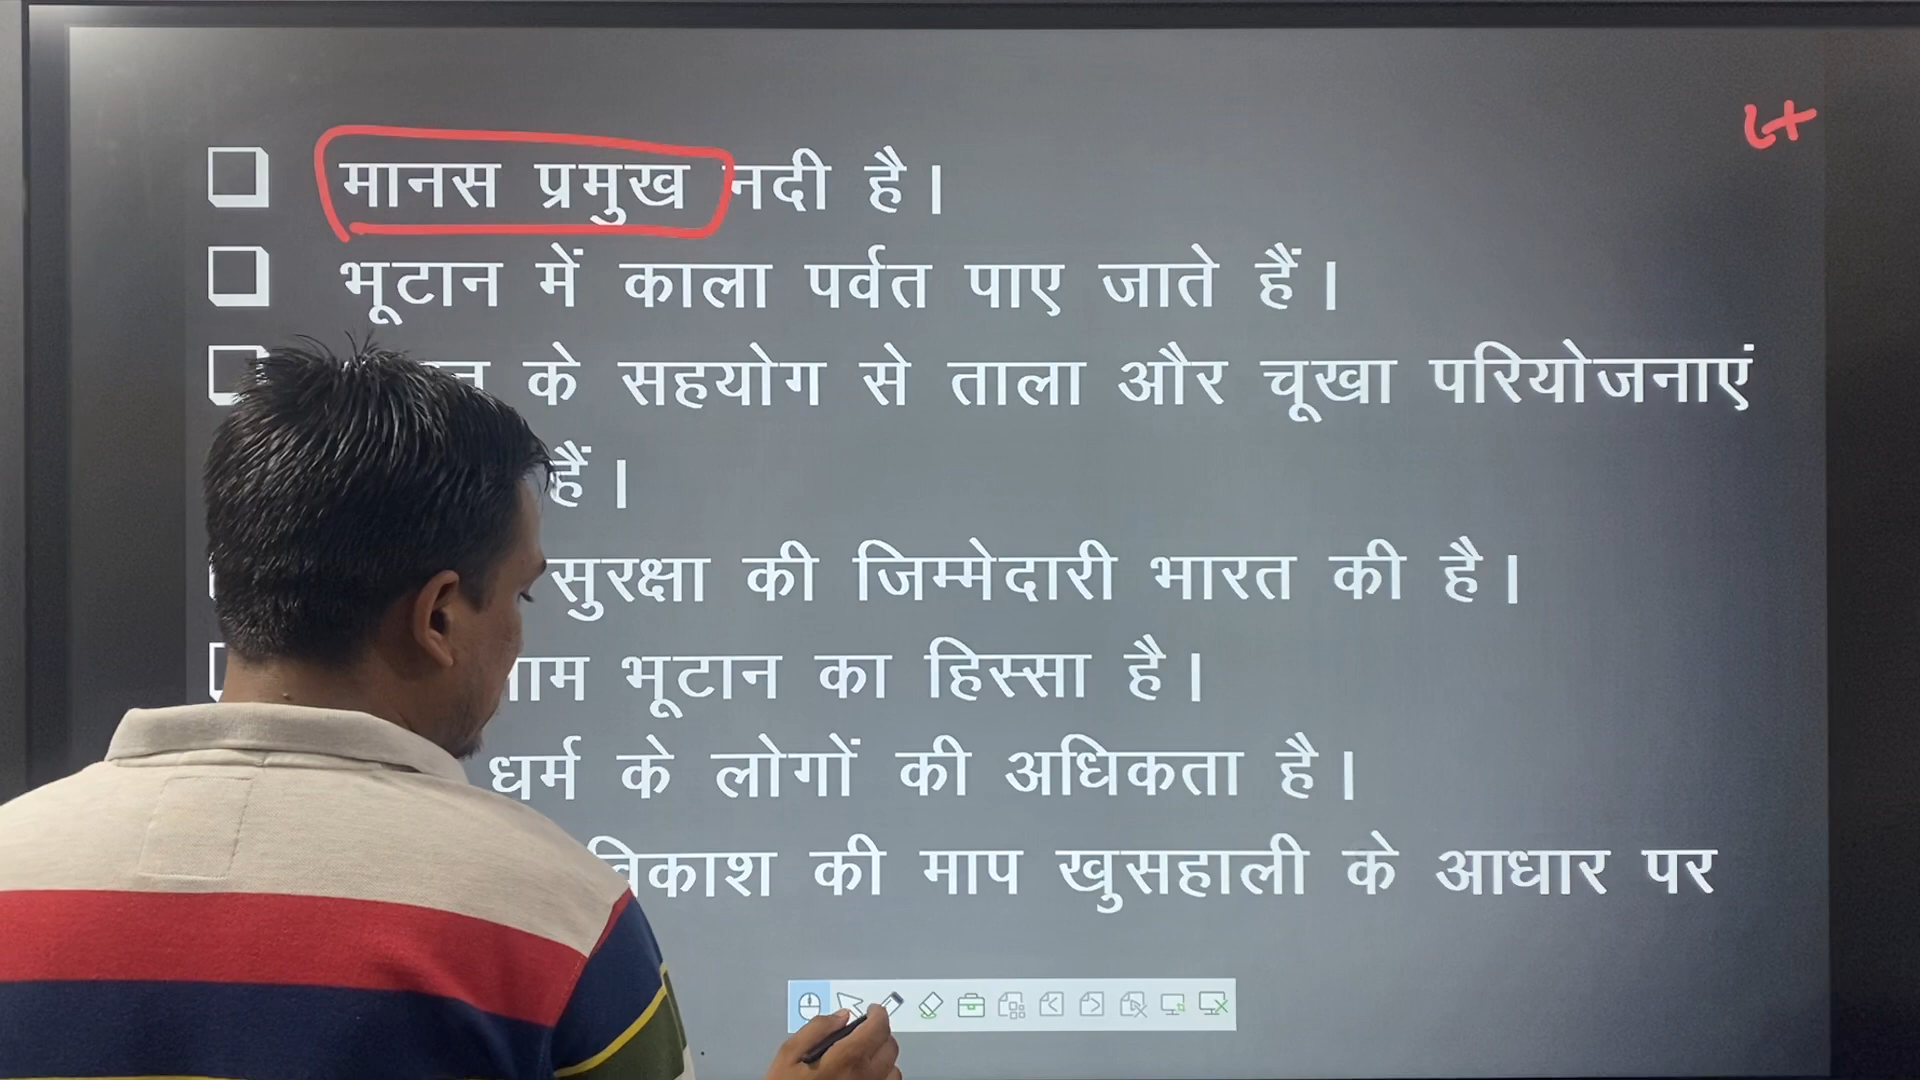 मानस प्रमुख नदी है।
भूटान में काला पर्वत पाए जाते हैं।
के सहयोग से ताला और चूखा परियोजनाएं
हैं।
सुरक्षा की जिम्मेदारी भारत की है।
भूटान का हिस्सा है।
धर्म के लोगों की अधिकता है।
विकाश की माप खुसहाली के आधार पर